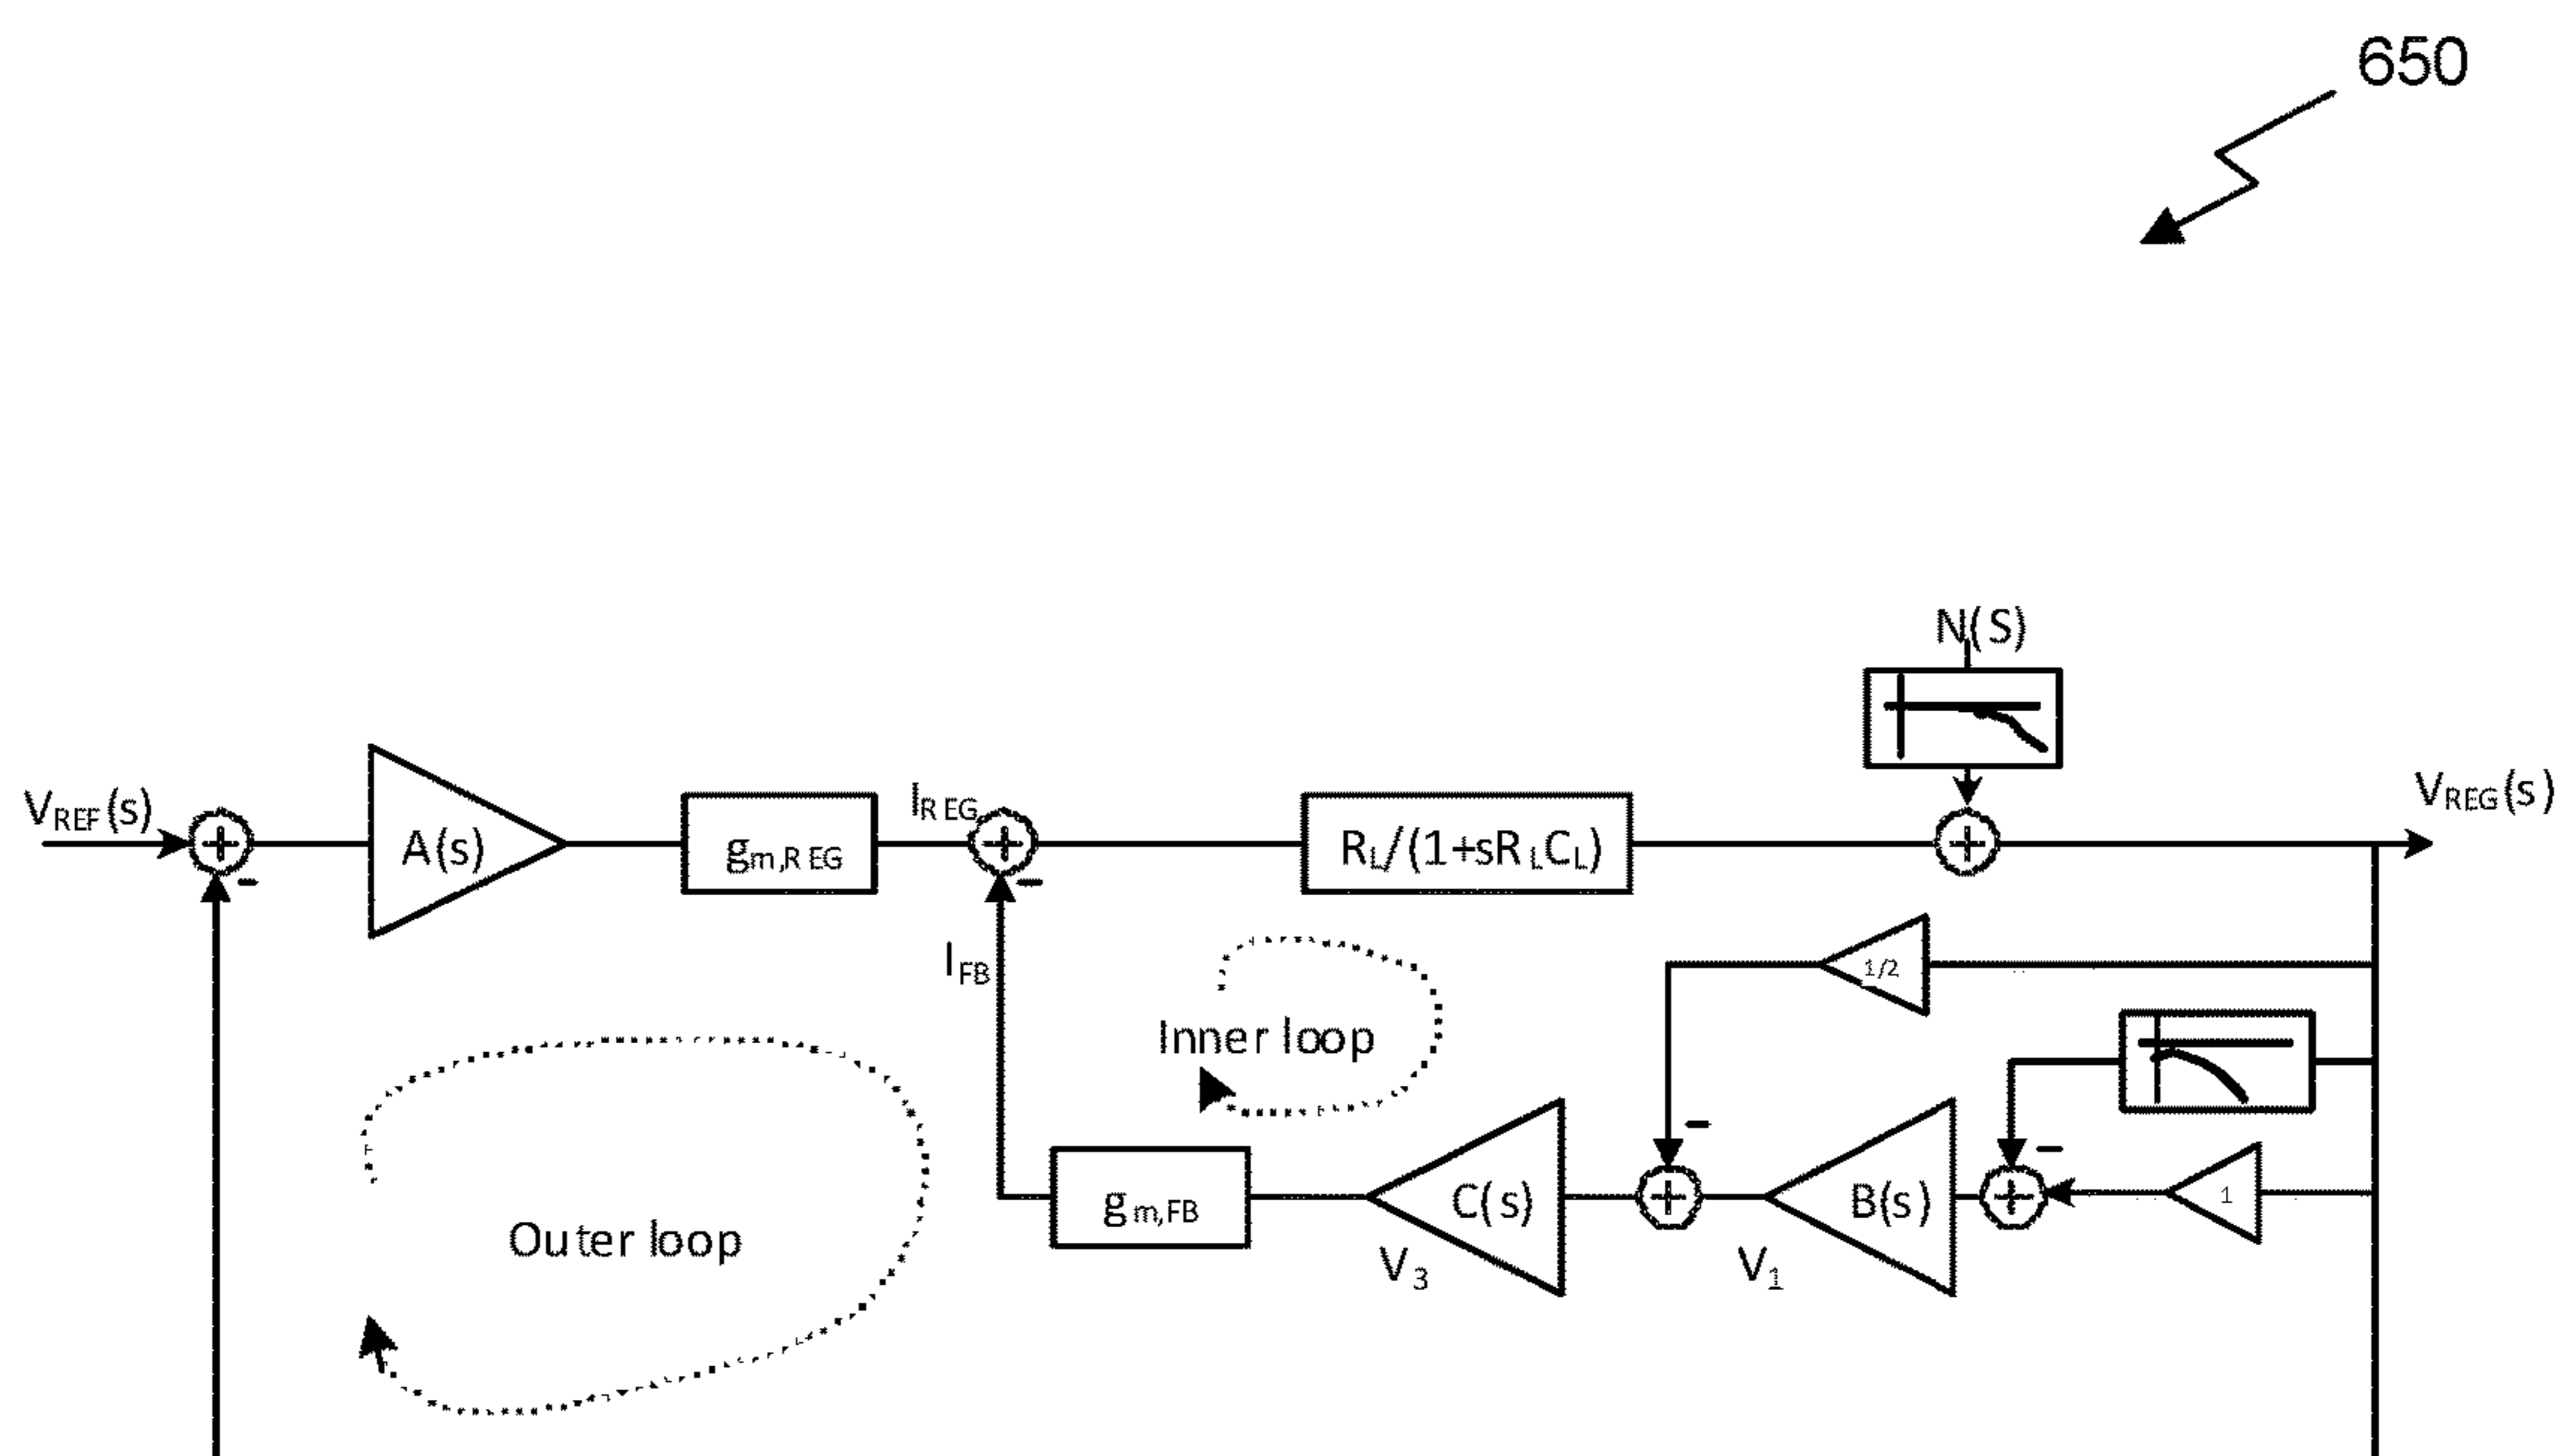 650
N(S)
VREF(s)
A(s)
gm,REG
IREG
RL/(1+sRLCL)
VREG(s)
+
+
+
-
-
1/2
IFB
Inner loop
-
-
gm,FB
C(s)
+
B(s)
+
1
Outer loop
V3
V1